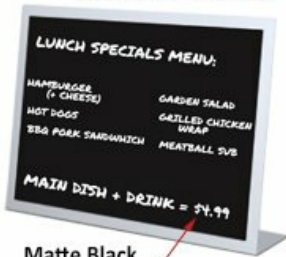 LUNCH SPECIALS MENU:
HAMBURGER
(+ CHEESE)
HOT DOGS
BBQ PORK SANDWHICH
GARDEN SALAD
GRILLED CHICKEN
WRAP
MEATBALL SUB
MAIN DISH + DRINK = $4.99
Matte Black